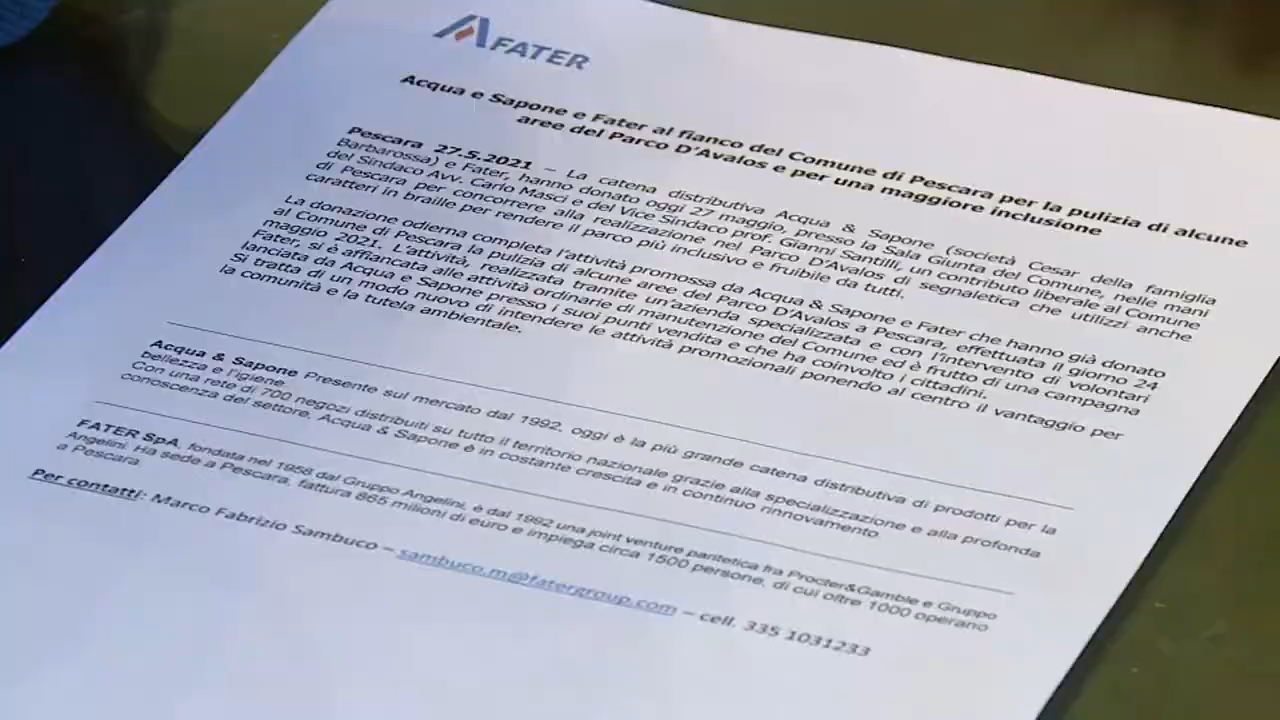 FATER
Acqua e Sapone e Fater al fianco del Comune di Pescara per la pulizia di alcune
aree del Parco D'Avalos e per una maggiore inclusione
Pescara 27.5.2021 – La catena distributiva Acqua & Sapone (società Cesar della famiglia
Barbarossa) e Fater, hanno donato oggi 27 maggio, presso la Sala Giunta del Comune, nelle mani
del Sindaco Avv. Carlo Masci e del Vice Sindaco prof. Gianni Santilli, un contributo liberale al Comune
di Pescara per concorrere alla realizzazione nel Parco D'Avalos di segnaletica che utilizzi anche
caratteri in braille per rendere il parco più inclusivo e fruibile da tutti.
La donazione odierna completa l'attività promossa da Acqua & Sapone e Fater che hanno già donato
al Comune di Pescara la pulizia di alcune aree del Parco D'Avalos a Pescara, effettuata il giorno 24
maggio 2021. L'attività, realizzata tramite un'azienda specializzata e con l'intervento di volontari
Fater, si è affiancata alle attività ordinarie di manutenzione del Comune ed è frutto di una campagna
lanciata da Acqua e Sapone presso i suoi punti vendita e che ha coinvolto i cittadini.
Si tratta di un modo nuovo di intendere le attività promozionali ponendo al centro il vantaggio per
la comunità e la tutela ambientale.
Acqua & Sapone Presente sul mercato dal 1992, oggi è la più grande catena distributiva di prodotti per la
bellezza e l'igiene.
Con una rete di 700 negozi distribuiti su tutto il territorio nazionale grazie alla specializzazione e alla profonda
conoscenza del settore, Acqua & Sapone è in costante crescita e in continuo rinnovamento
FATER SpA, fondata nel 1958 dal Gruppo Angelini, è dal 1992 una joint venture paritetica fra Procter&Gamble e Gruppo
Angelini. Ha sede a Pescara, fattura 865 milioni di euro e impiega circa 1500 persone, di cui oltre 1000 operano
a Pescara
Per contatti: Marco Fabrizio Sambuco – sambuco.m@fatergroup.com – cell. 335 1031233